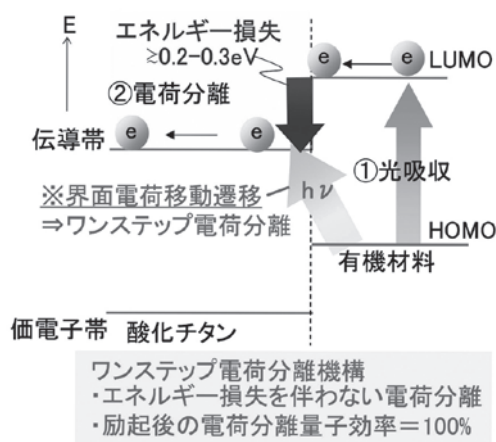 E
エネルギー損失
≳0.2-0.3eV
e
e
LUMO
②電荷分離
伝導帯
e
e
①光吸収
※界面電荷移動遷移
hν
⇒ワンステップ電荷分離
HOMO
有機材料
価電子帯
酸化チタン
ワンステップ電荷分離機構
・エネルギー損失を伴わない電荷分離
・励起後の電荷分離量子効率=100%